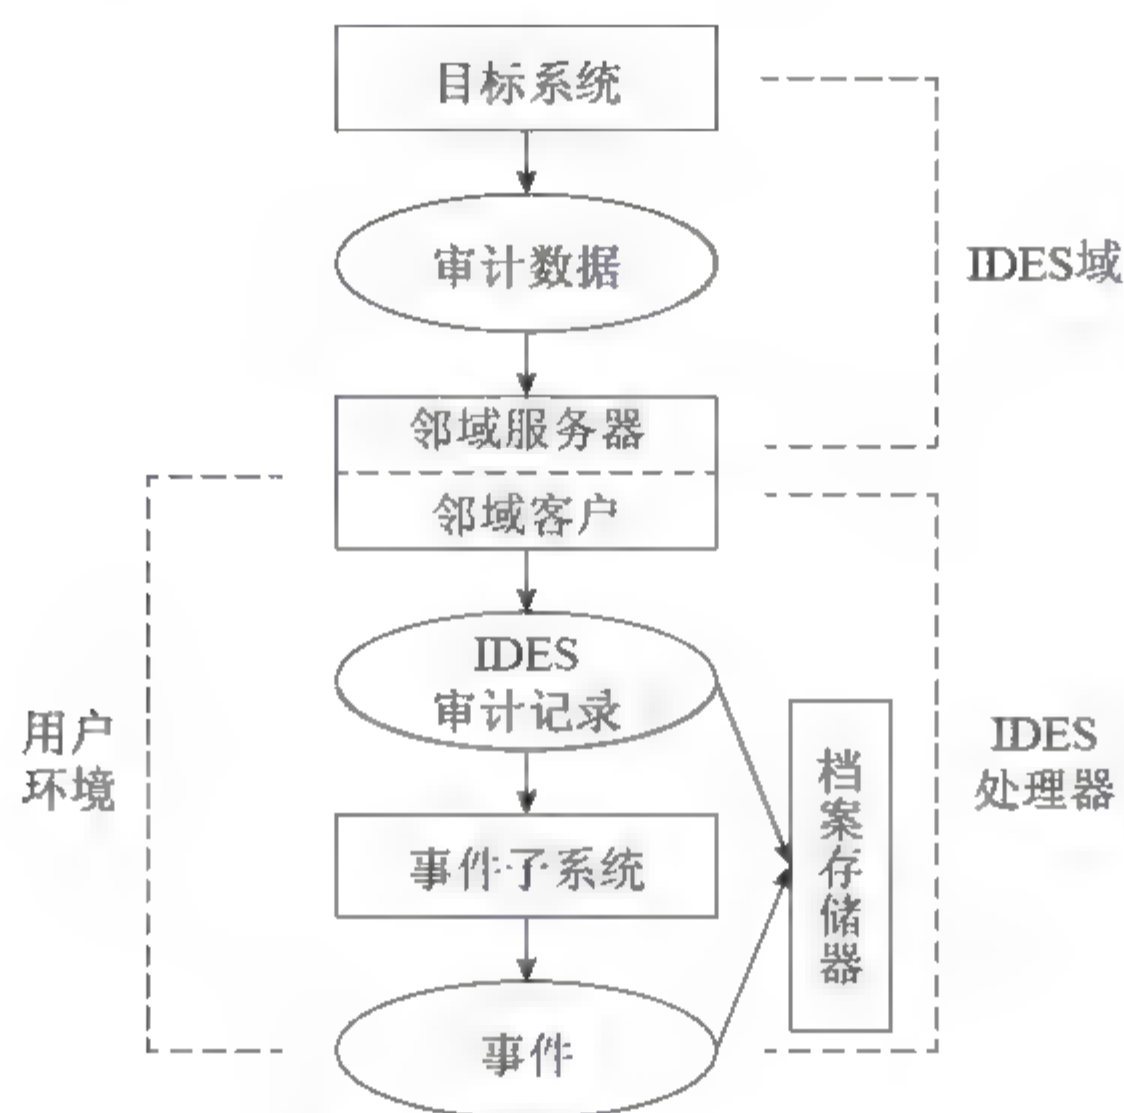 目标系统
审计数据
IDES域
邻域服务器
邻域客户
IDES
审计记录
用户
环境
IDES
处理器
档案存储器
事件子系统
事件